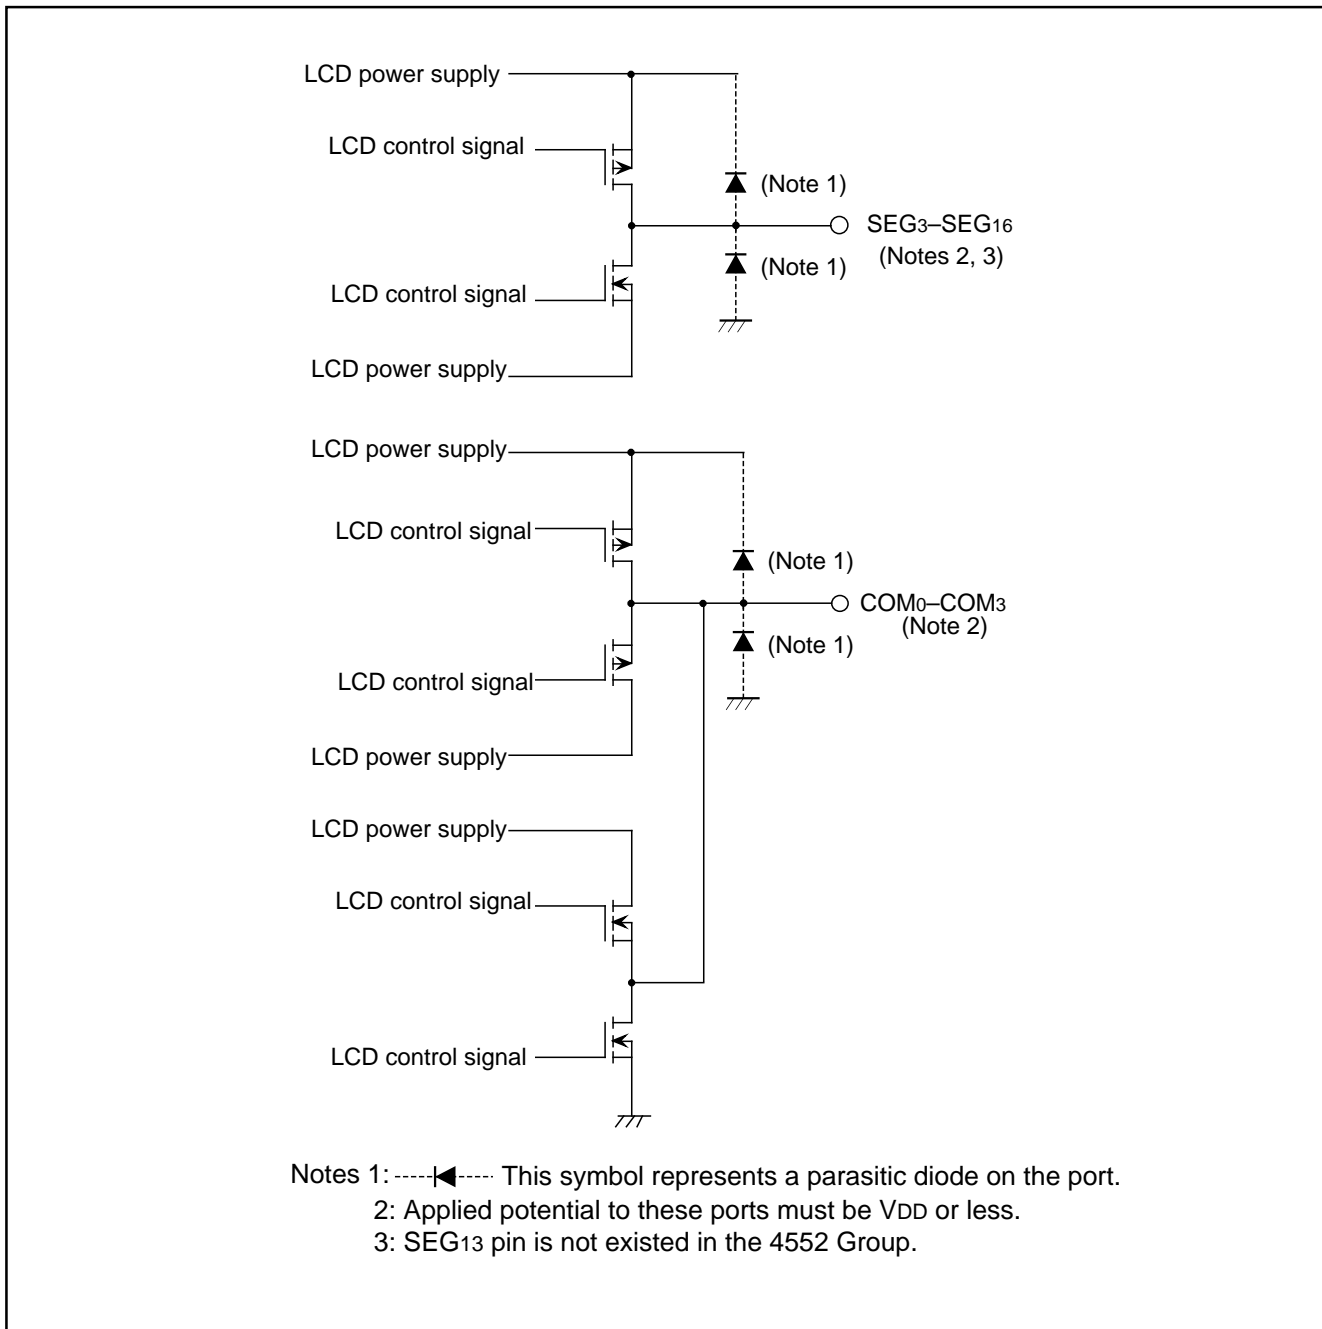 LCD power supply
LCD control signal
(Note 1)
SEG3–SEG16
(Notes 2, 3)
(Note 1)
LCD control signal
LCD power supply
LCD power supply
LCD control signal
(Note 1)
COM0–COM3
(Note 2)
(Note 1)
LCD control signal
LCD power supply
LCD power supply
LCD control signal
LCD control signal
Notes 1: This symbol represents a parasitic diode on the port.
2: Applied potential to these ports must be VDD or less.
3: SEG13 pin is not existed in the 4552 Group.